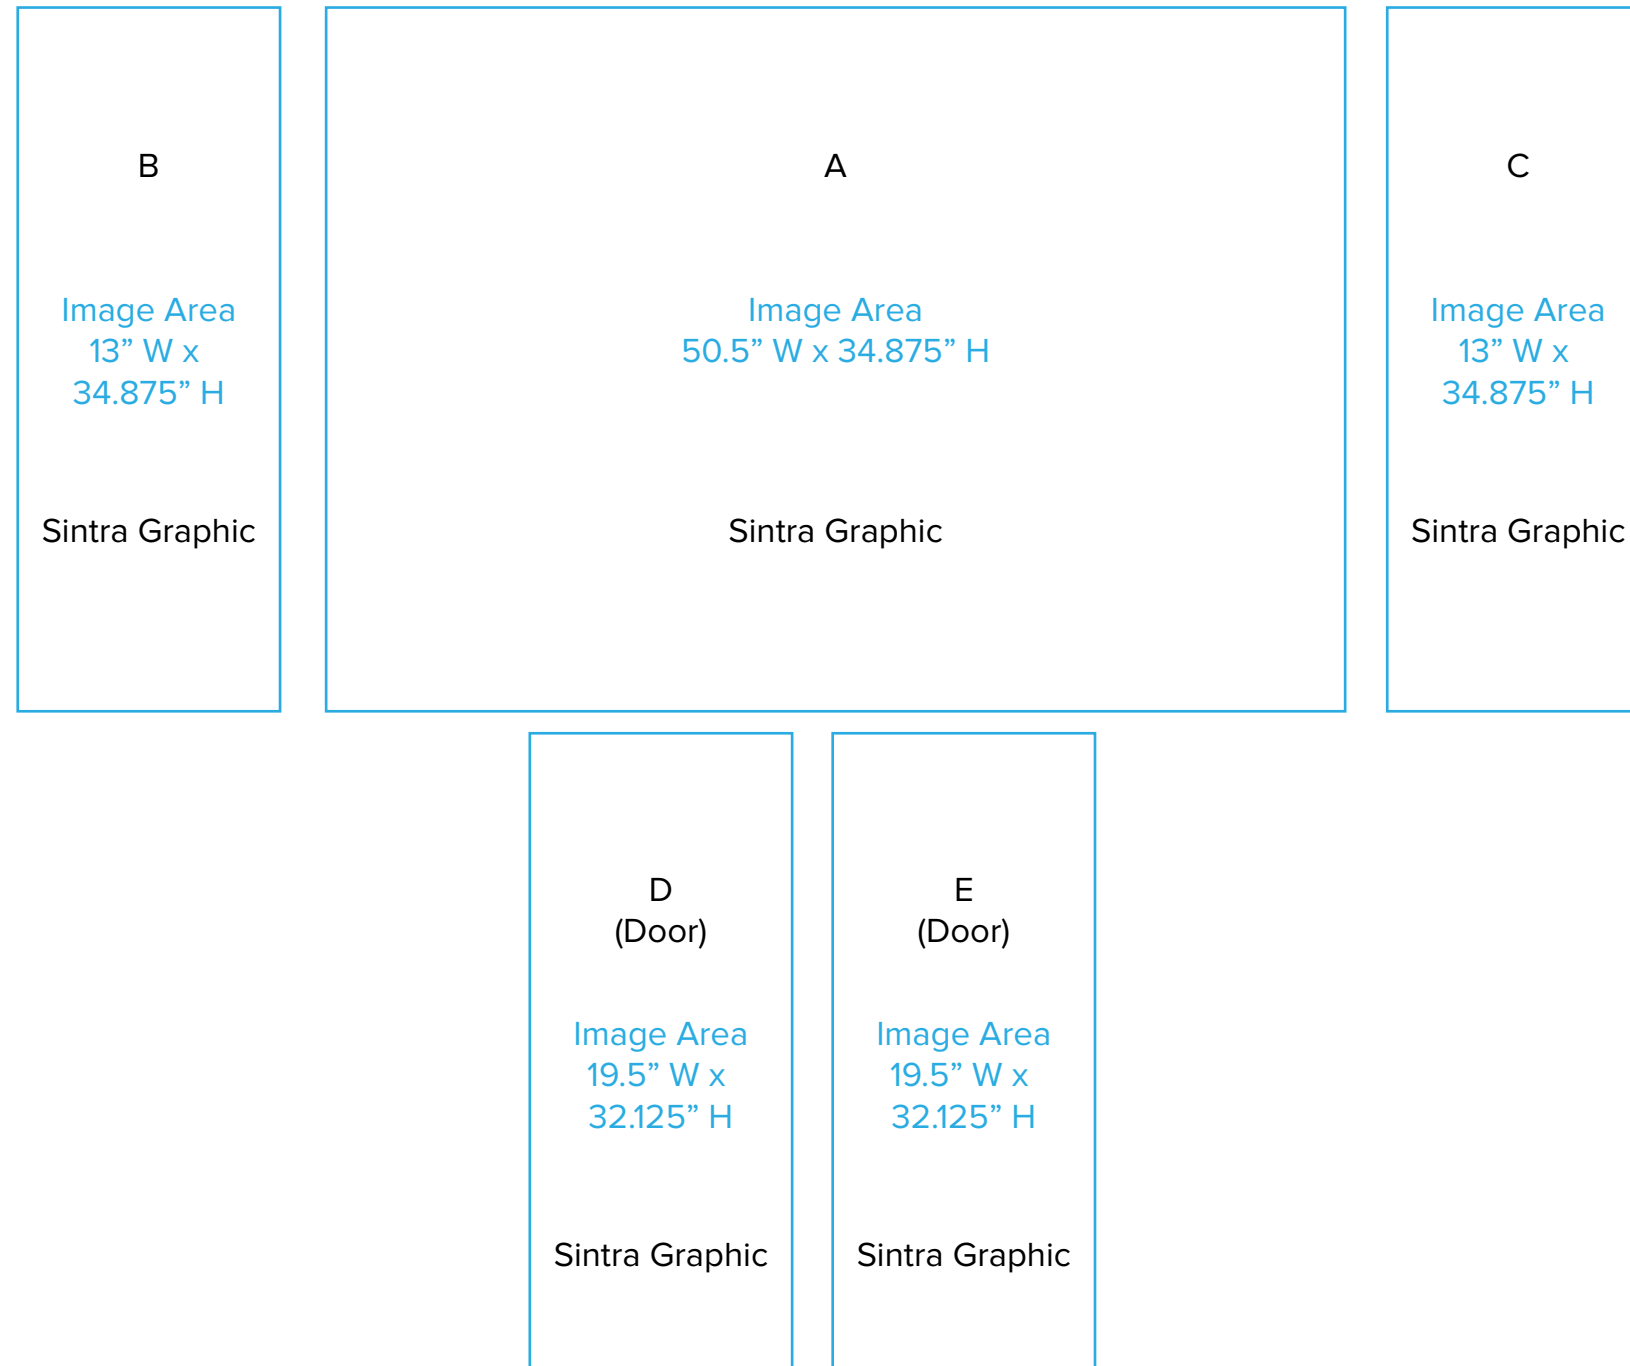 B
Image Area
13” W x
34.875” H
Sintra Graphic
A
Image Area
50.5” W x 34.875” H
Sintra Graphic
C
Image Area
13” W x
34.875” H
Sintra Graphic
D
(Door)
Image Area
19.5” W x
32.125” H
Sintra Graphic
E
(Door)
Image Area
19.5” W x
32.125” H
Sintra Graphic